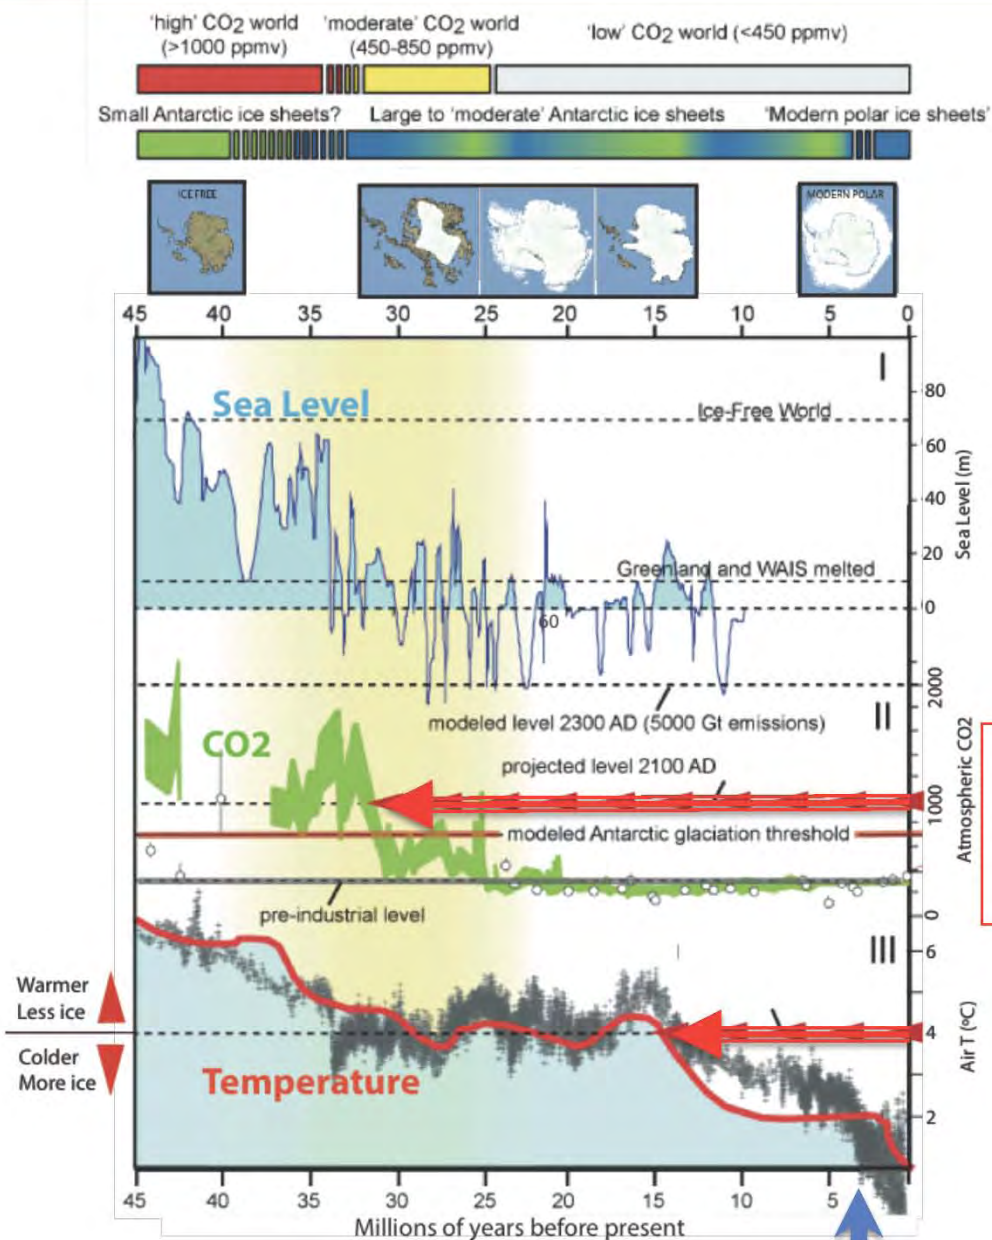 'high' CO2 world
(>1000 ppmv)
'moderate' CO2 world
(450-850 ppmv)
'low' CO2 world (<450 ppmv)
Small Antarctic ice sheets?
Large to 'moderate' Antarctic ice sheets
'Modern polar ice sheets'
ICE FREE
MODERN POLAR
45 40 35 30 25 20 15 10 5 0
I
Sea Level
Ice-Free World
80
60
40
20
0
Sea Level (m)
Greenland and WAIS melted
60
modeled level 2300 AD (5000 Gt emissions)
II
CO2
projected level 2100 AD
modeled Antarctic glaciation threshold
pre-industrial level
2000
1000
0
Atmospheric CO2
III
6
4
2
Air T (ºC)
Warmer
Less ice
Colder
More ice
Temperature
45 40 35 30 25 20 15 10 5
Millions of years before present